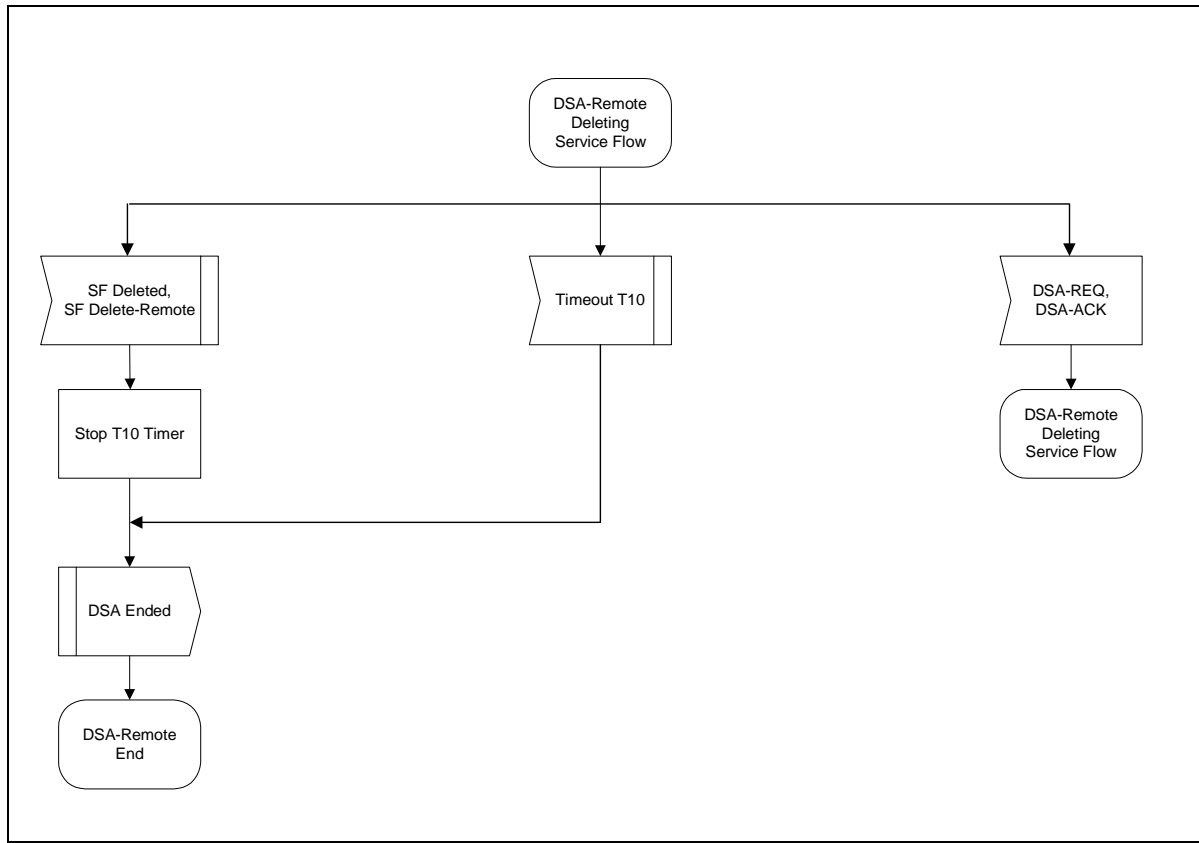 DSA-Remote
Deleting
Service Flow
SF Deleted,
SF Delete-Remote
Timeout T10
DSA-REQ,
DSA-ACK
Stop T10 Timer
DSA-Remote
Deleting
Service Flow
DSA Ended
DSA-Remote
End